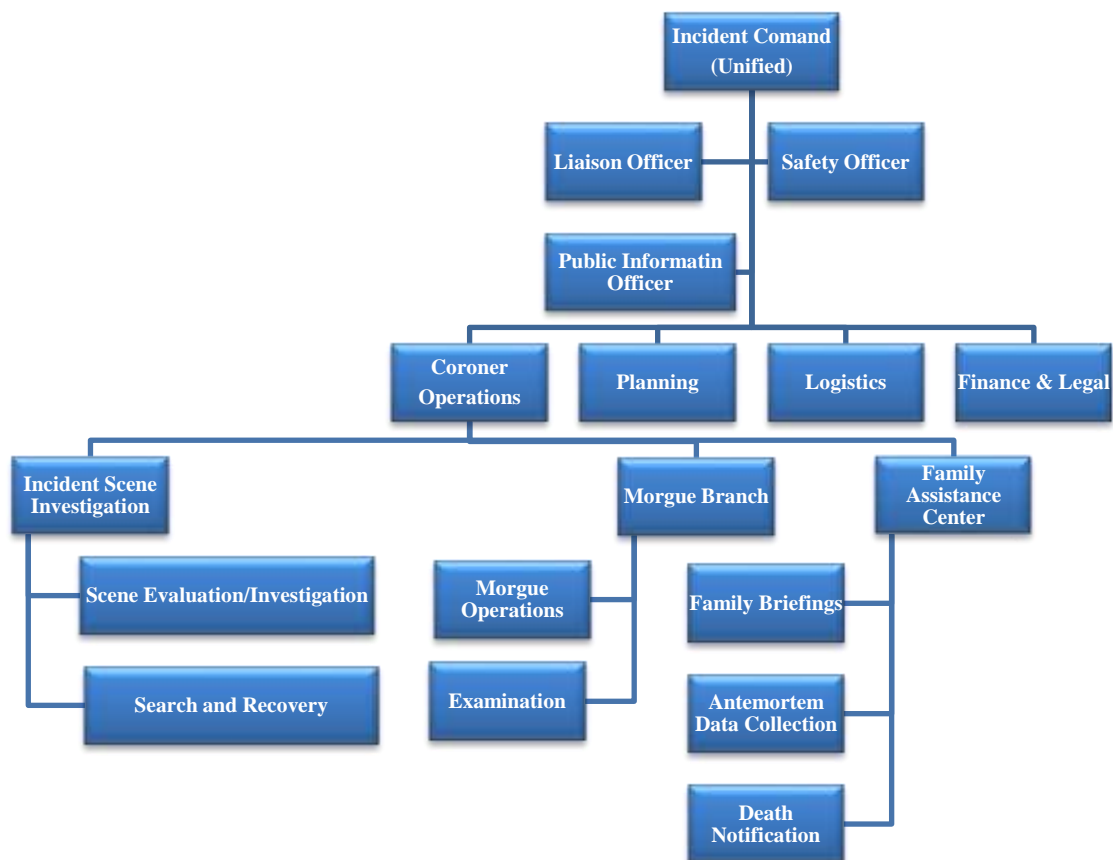 Incident Comand
(Unified)
Liaison Officer
Safety Officer
Public Informatin
Officer
Coroner
Operations
Planning
Logistics
Finance & Legal
Incident Scene
Investigation
Morgue Branch
Family
Assistance
Center
Scene Evaluation/Investigation
Search and Recovery
Morgue
Operations
Examination
Family Briefings
Antemortem
Data Collection
Death
Notification